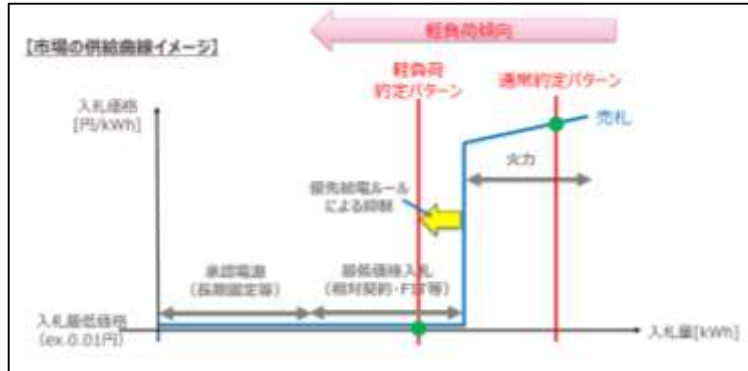 軽負荷傾向
【市場の供給曲線イメージ】
軽負荷
約定パターン
通常約定パターン
入札価格
[円/kWh]
売札
火力
優先給電ルール
による抑制
承認電源
(長期固定等)
最低価格入札
(相対契約・FIT等)
入札最低価格
(ex.0.01円)
入札量[kWh]